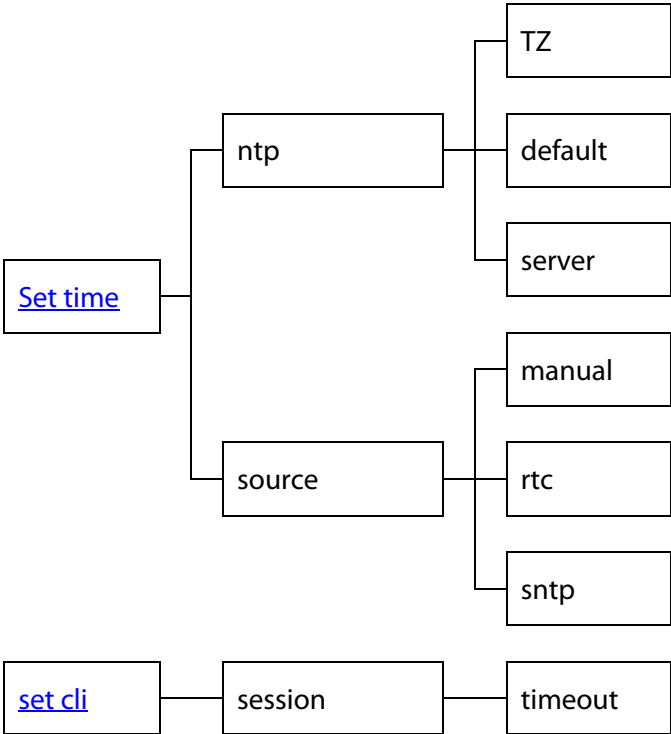 Set time
ntp
TZ
default
server
source
manual
rtc
sntp
set cli
session
timeout